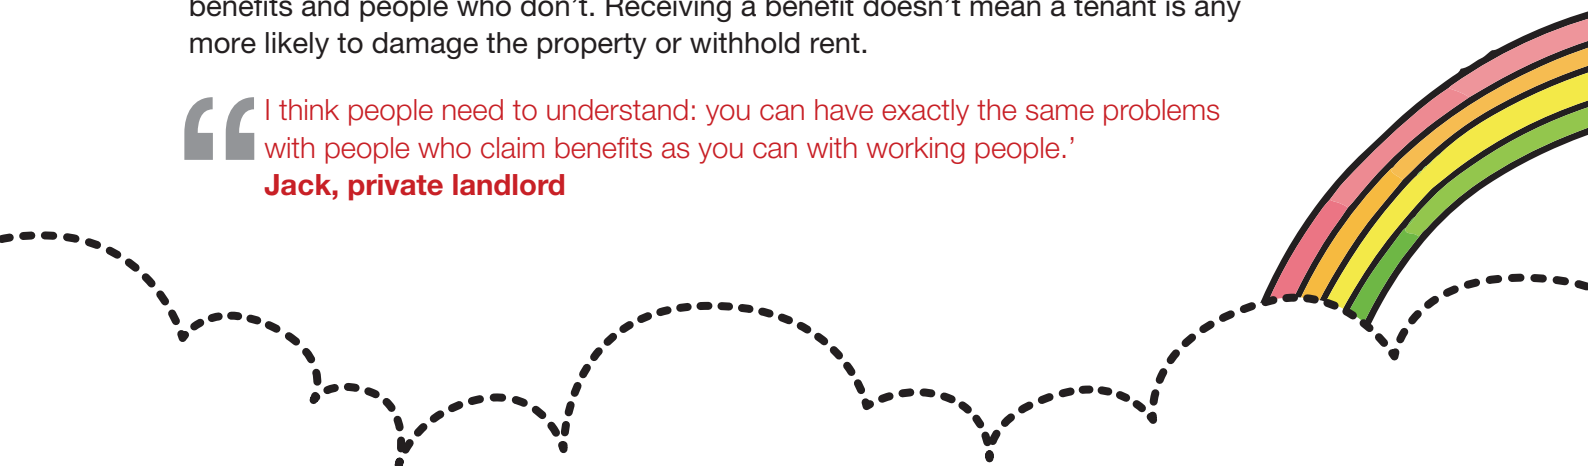 benefits and people who don't. Receiving a benefit doesn't mean a tenant is any
more likely to damage the property or withhold rent.
“I think people need to understand: you can have exactly the same problems
with people who claim benefits as you can with working people.’
Jack, private landlord